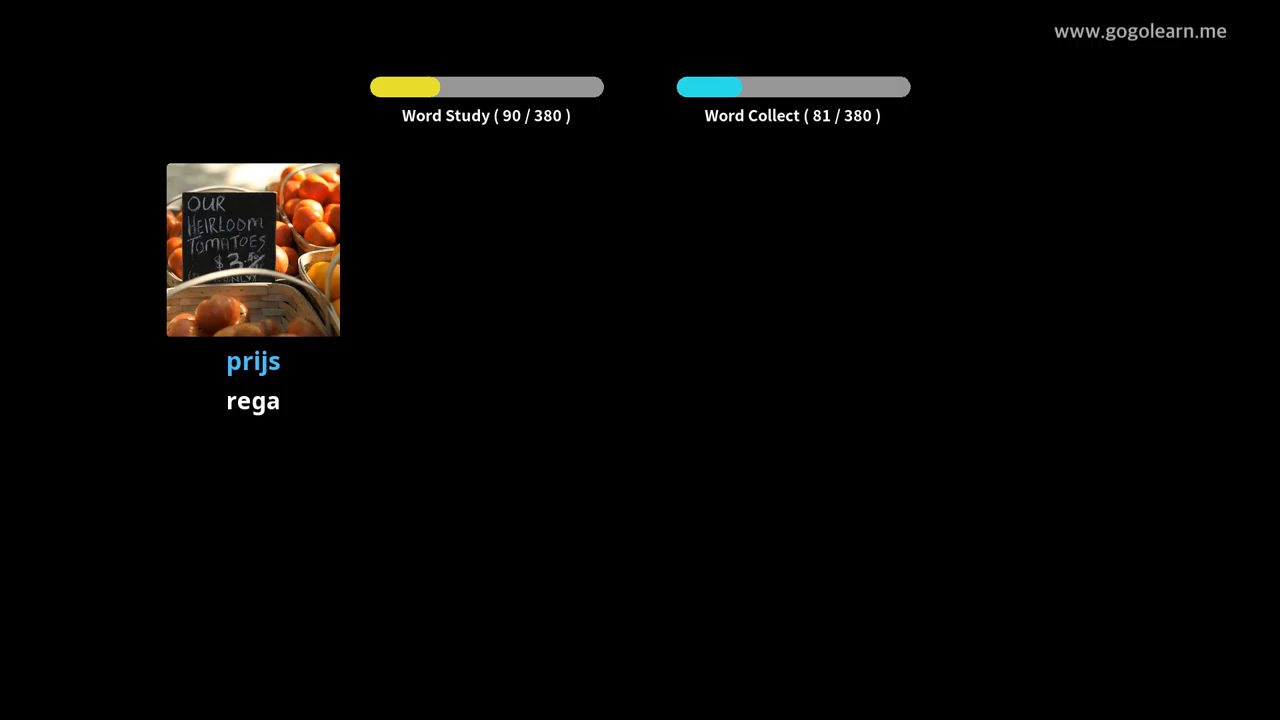 www.gogolearn.me
Word Study ( 90 / 380 )
Word Collect ( 81 / 380 )
OUR
HEIRLOOM
TOMATOES
prijs
rega